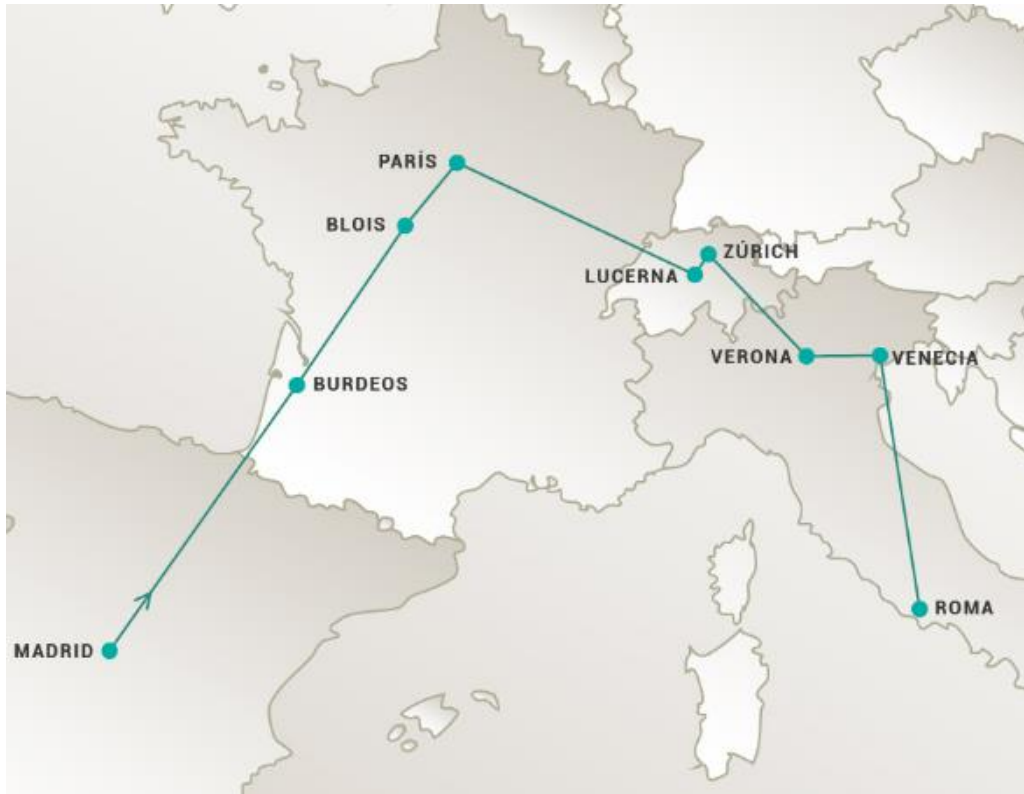 PARÍS
BLOIS
ZÚRICH
LUCERNA
VERONA
VENECIA
BURDEOS
ROMA
MADRID